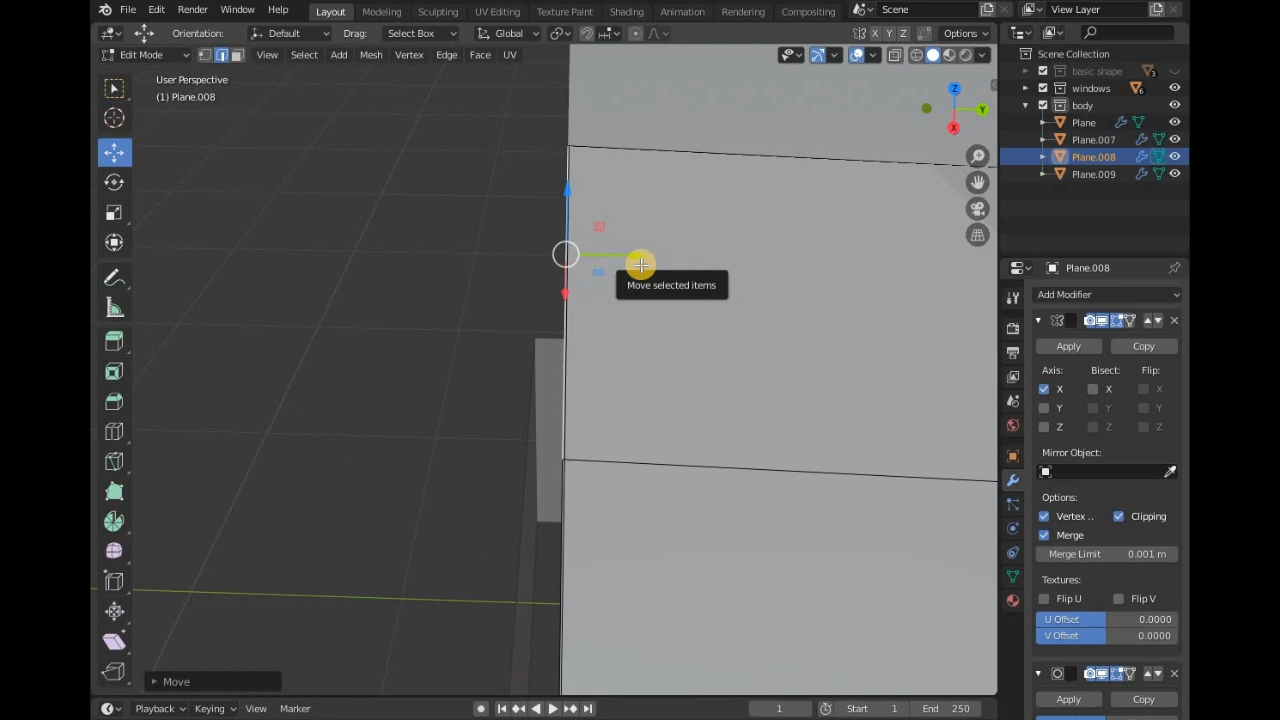 File Edit Render Window Help Layout Modeling Sculpting UV Editing Texture Paint Shading Animation Rendering Compositing Scene View Layer
Orientation: Default Drag: Select Box Global X Y Z Options
Edit Mode View Select Add Mesh Vertex Edge Face UV
User Perspective
(1) Plane.008
Z
Y
X
Move selected items
Move
Scene Collection
basic shape 3
windows 6
body
Plane
Plane.007
Plane.008
Plane.009
Plane.008
Add Modifier
Apply Copy
Axis: Bisect: Flip:
X X X
Y Y Y
Z Z Z
Mirror Object:
Options:
Vertex .. Clipping
Merge
Merge Limit 0.001 m
Textures:
Flip U Flip V
U Offset 0.0000
V Offset 0.0000
Apply Copy
Playback Keying View Marker 1 Start 1 End 250